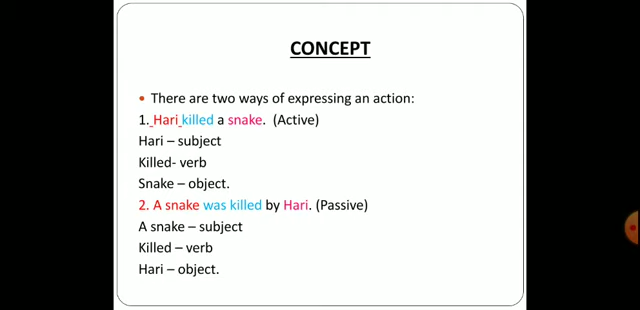 CONCEPT
• There are two ways of expressing an action:
1. Hari killed a snake. (Active)
Hari – subject
Killed- verb
Snake – object.
2. A snake was killed by Hari. (Passive)
A snake – subject
Killed – verb
Hari – object.